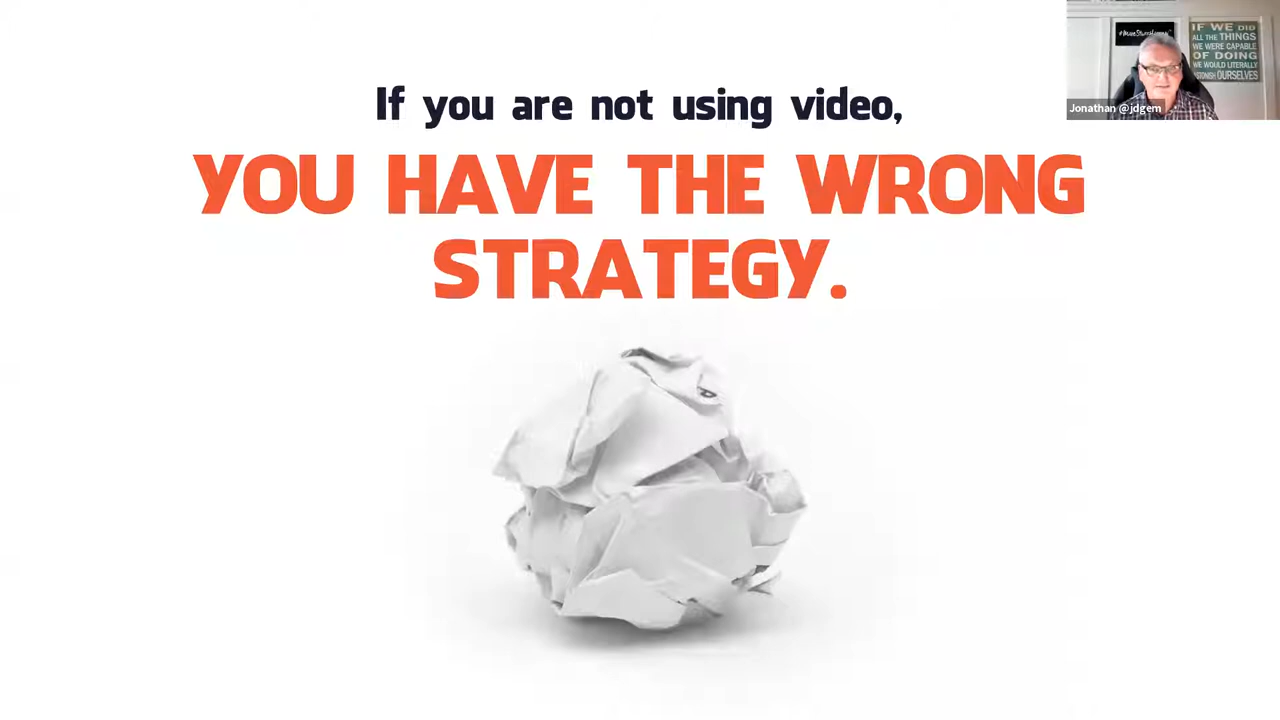 If you are not using video,
YOU HAVE THE WRONG
STRATEGY.
IF WE DID
ALL THE THINGS
WE WERE CAPABLE
OF DOING
WE WOULD LITERALLY
ASTONISH OURSELVES
Jonathan @jdgem